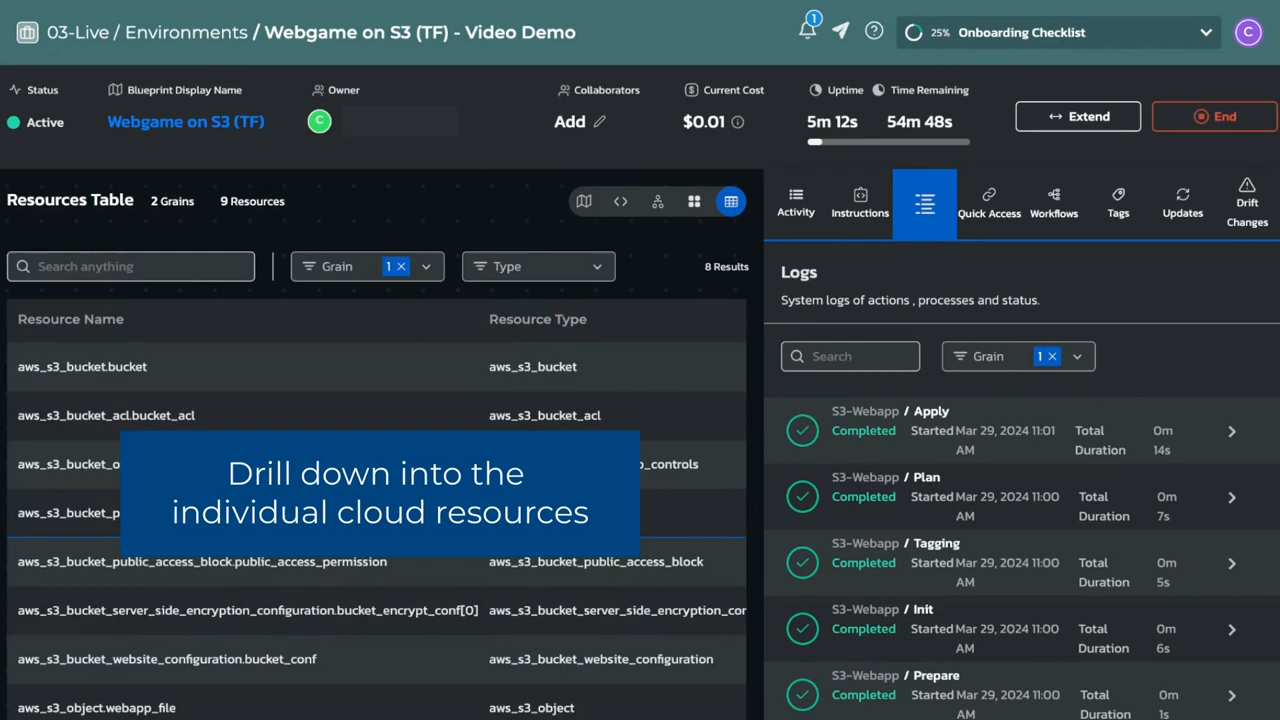 03-Live / Environments / Webgame on S3 (TF) - Video Demo
1
25% Onboarding Checklist
C
Status
Blueprint Display Name
Owner
Collaborators
Current Cost
Uptime
Time Remaining
Active
Webgame on S3 (TF)
C
Add
$0.01
5m 12s
54m 48s
Extend
End
Resources Table 2 Grains 9 Resources
Search anything
Grain 1 ×
Type
8 Results
Resource Name Resource Type
aws_s3_bucket.bucket aws_s3_bucket
aws_s3_bucket_acl.bucket_acl aws_s3_bucket_acl
aws_s3_bucket_o p_controls
aws_s3_bucket_p
aws_s3_bucket_public_access_block.public_access_permission aws_s3_bucket_public_access_block
aws_s3_bucket_server_side_encryption_configuration.bucket_encrypt_conf[0] aws_s3_bucket_server_side_encryption_cor
aws_s3_bucket_website_configuration.bucket_conf aws_s3_bucket_website_configuration
aws_s3_object.webapp_file aws_s3_object
Drill down into the
individual cloud resources
Activity
Instructions
Quick Access
Workflows
Tags
Updates
Drift
Changes
Logs
System logs of actions , processes and status.
Search
Grain 1 ×
S3-Webapp / Apply
Completed Started Mar 29, 2024 11:01 Total 0m
AM Duration 14s
S3-Webapp / Plan
Completed Started Mar 29, 2024 11:00 Total 0m
AM Duration 7s
S3-Webapp / Tagging
Completed Started Mar 29, 2024 11:00 Total 0m
AM Duration 5s
S3-Webapp / Init
Completed Started Mar 29, 2024 11:00 Total 0m
AM Duration 6s
S3-Webapp / Prepare
Completed Started Mar 29, 2024 11:00 Total 0m
AM Duration 1s